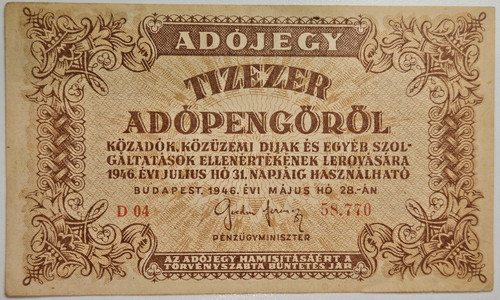 ADÓJEGY
TIZEZER
ADÓPENGŐRŐL
KÖZADÓK, KÖZÜZEMI DIJAK ÉS EGYÉB SZOL-
GÁLTATÁSOK ELLENÉRTÉKÉNEK LEROVÁSÁRA
1946. ÉVI JÚLIUS HÓ 31. NAPJÁIG HASZNÁLHATÓ
BUDAPEST, 1946. ÉVI MÁJUS HÓ 28.-ÁN
D 04 58.770
PÉNZÜGYMINISZTER
AZ ADÓJEGY HAMISITÁSÁÉRT A
TÖRVÉNYSZABTA BÜNTETÉS JÁR